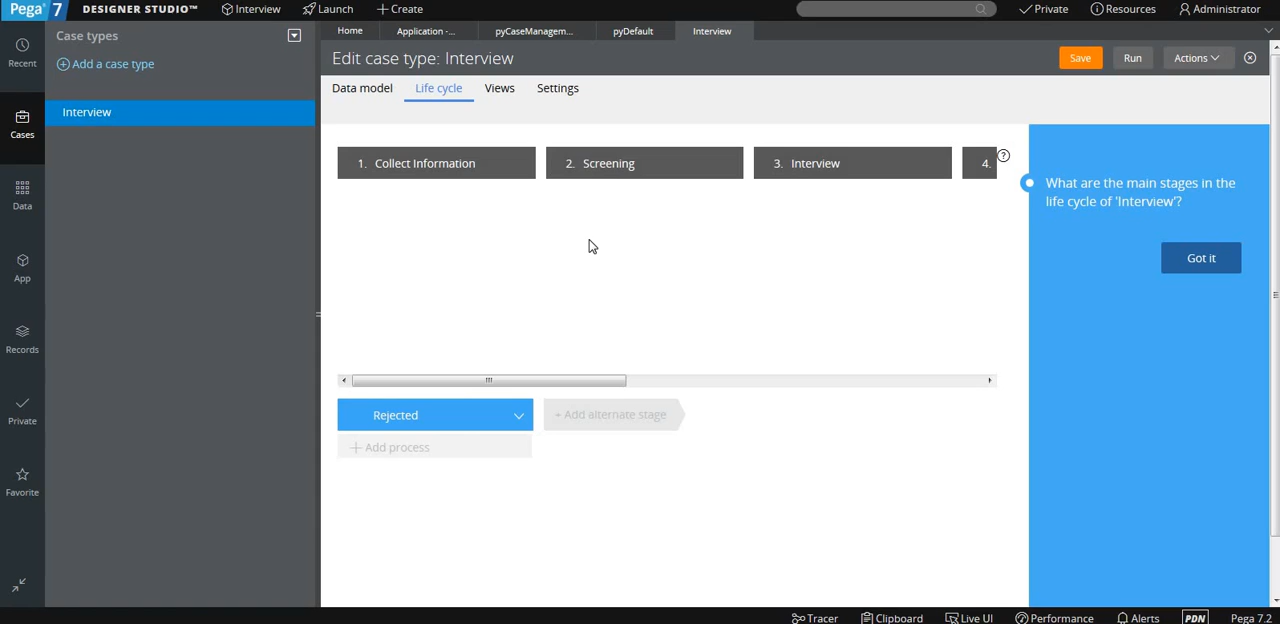 Pega 7 DESIGNER STUDIO™ Interview Launch + Create Private Resources Administrator
Case types
Home Application -... pyCaseManagem... pyDefault Interview
Recent
Add a case type
Edit case type: Interview Save Run Actions
Data model Life cycle Views Settings
Cases
Interview
1. Collect Information 2. Screening 3. Interview 4. ?
What are the main stages in the
life cycle of 'Interview'?
Data
Got it
App
Records
Rejected + Add alternate stage
Private
+ Add process
Favorite
Tracer Clipboard Live UI Performance Alerts PDN Pega 7.2